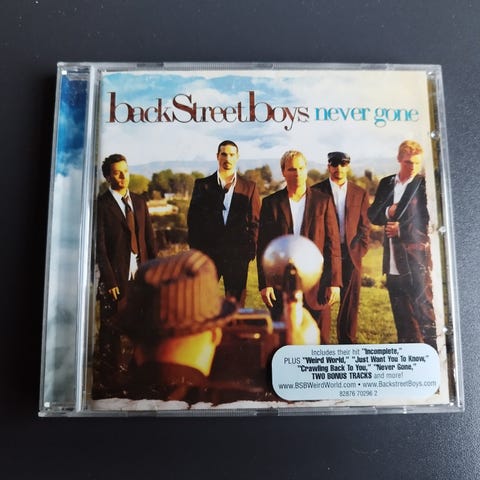 backStreetboys never gone
Includes their hit "Incomplete,"
PLUS "Weird World," "Just Want You To Know,"
"Crawling Back To You," "Never Gone,"
TWO BONUS TRACKS and more!
www.BSBWeirdWorld.com • www.BackstreetBoys.com
82876 70296 2